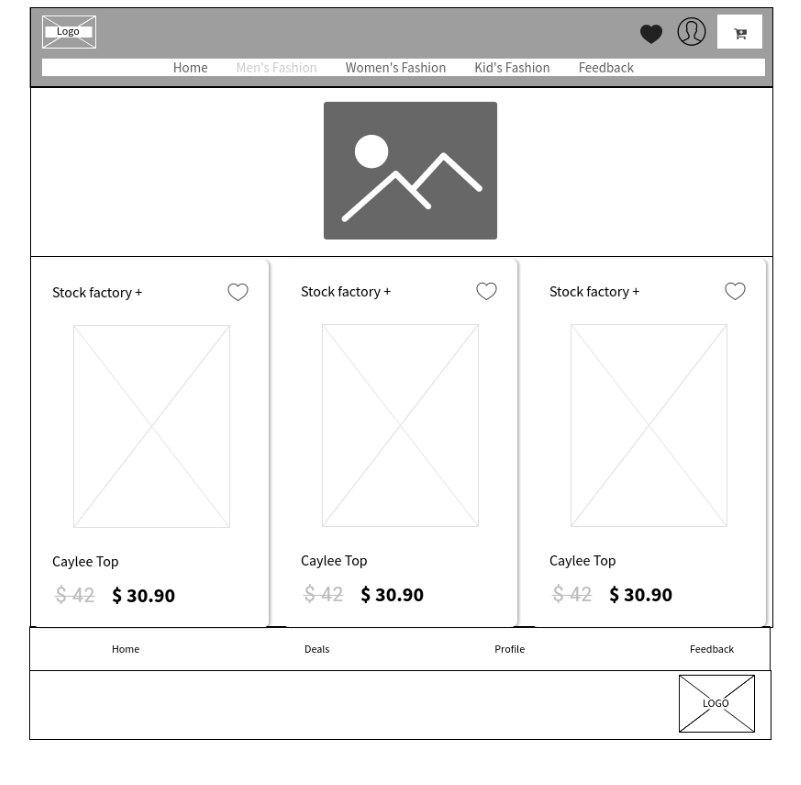 Logo
Home Men's Fashion Women's Fashion Kid's Fashion Feedback
Stock factory + Stock factory + Stock factory +
Caylee Top Caylee Top Caylee Top
$ 42 $ 30.90 $ 42 $ 30.90 $ 42 $ 30.90
Home Deals Profile Feedback
LOGO